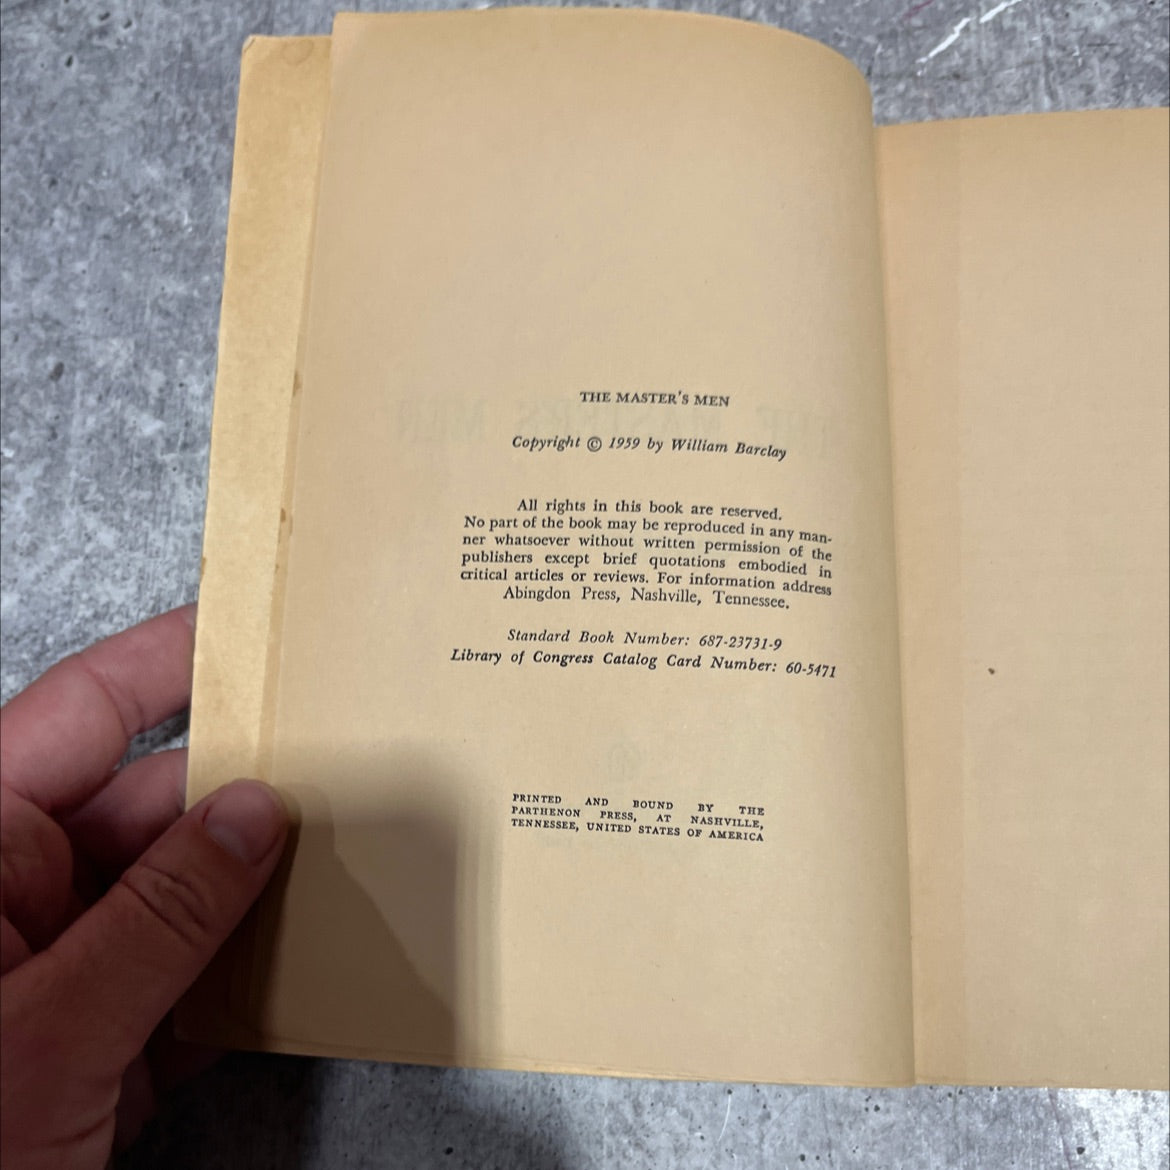 THE MASTER'S MEN
Copyright © 1959 by William Barclay
All rights in this book are reserved.
No part of the book may be reproduced in any man-
ner whatsoever without written permission of the
publishers except brief quotations embodied in
critical articles or reviews. For information address
Abingdon Press, Nashville, Tennessee.
Standard Book Number: 687-23731-9
Library of Congress Catalog Card Number: 60-5471
PRINTED AND BOUND BY THE
PARTHENON PRESS, AT NASHVILLE,
TENNESSEE, UNITED STATES OF AMERICA